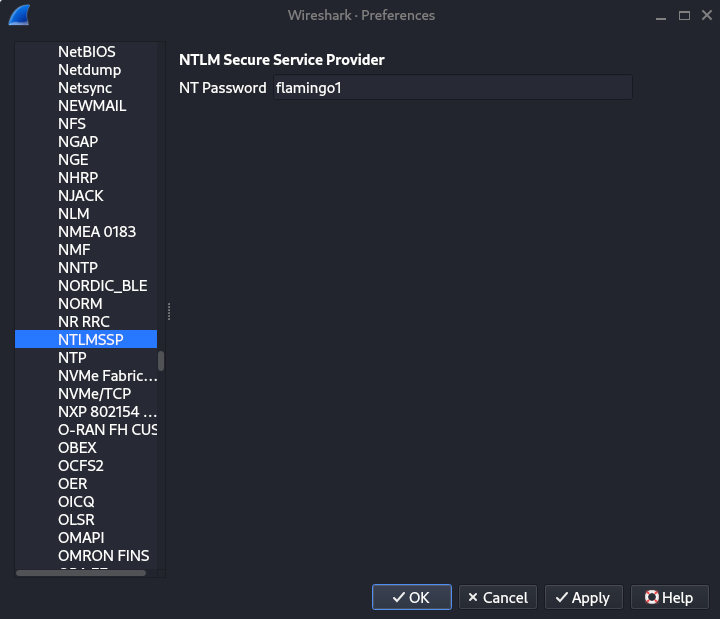 Wireshark · Preferences
NetBIOS
Netdump
Netsync
NEWMAIL
NFS
NGAP
NGE
NHRP
NJACK
NLM
NMEA 0183
NMF
NNTP
NORDIC_BLE
NORM
NR RRC
NTLMSSP
NTP
NVMe Fabric...
NVMe/TCP
NXP 802154 ...
O-RAN FH CUS
OBEX
OCFS2
OER
OICQ
OLSR
OMAPI
OMRON FINS
NTLM Secure Service Provider
NT Password flamingo1
OK Cancel Apply Help